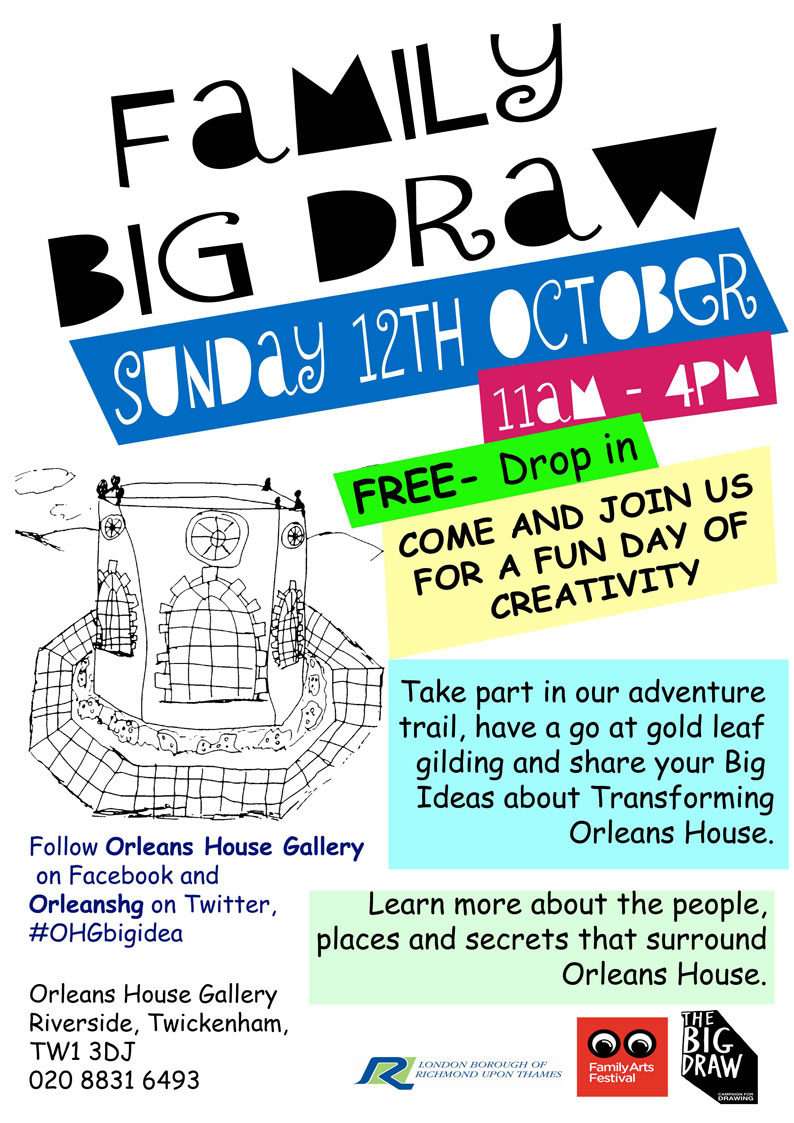 FaMILY
BIG DRaW
SUNDay 12TH OCTOBeR
11aM - 4PM
FREE- Drop in
COME AND JOIN US
FOR A FUN DAY OF
CREATIVITY
Take part in our adventure
trail, have a go at gold leaf
gilding and share your Big
Ideas about Transforming
Orleans House.
Follow Orleans House Gallery
on Facebook and
Orleanshg on Twitter,
#OHGbigidea
Learn more about the people,
places and secrets that surround
Orleans House.
Orleans House Gallery
Riverside, Twickenham,
TW1 3DJ
020 8831 6493
LONDON BOROUGH OF
RICHMOND UPON THAMES
Family Arts
Festival
THE
BIG
DRAW
CAMPAIGN FOR
DRAWING